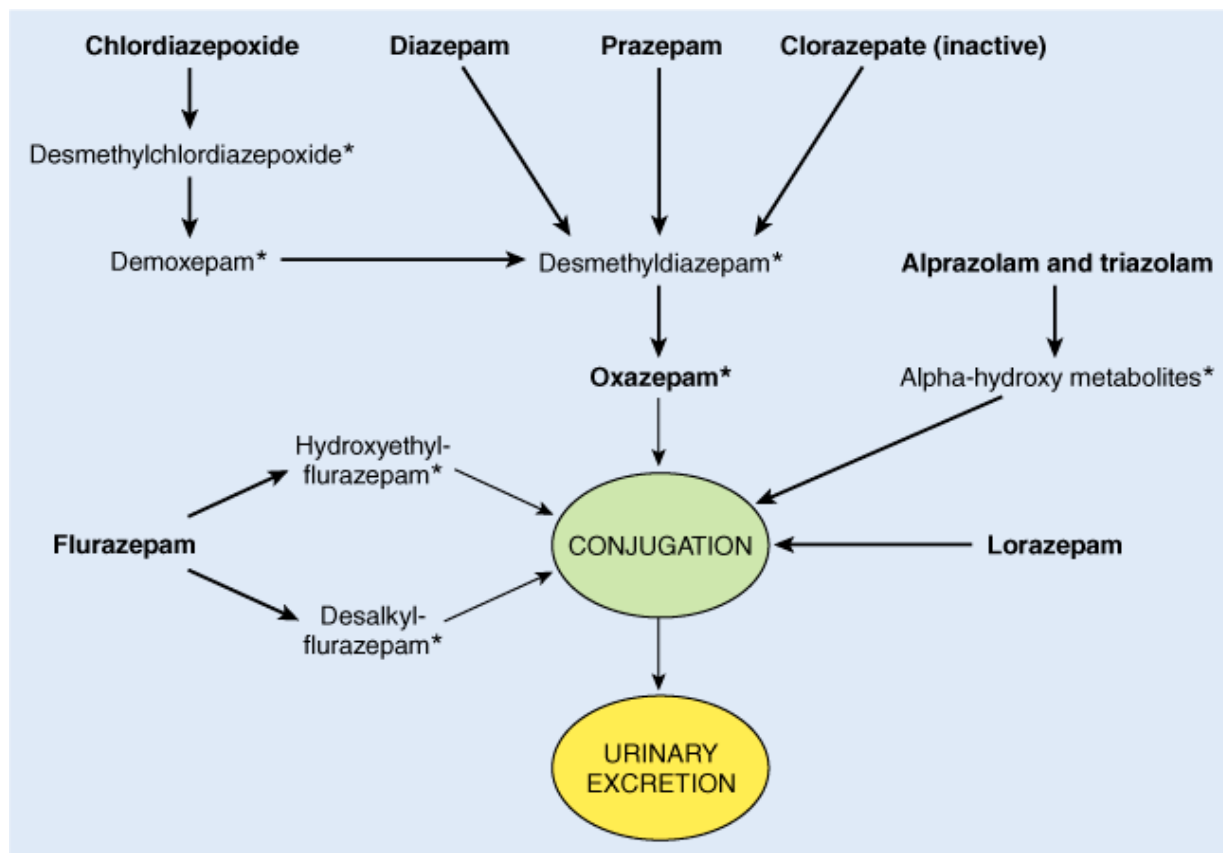 Chlordiazepoxide
Diazepam
Prazepam
Clorazepate (inactive)
Desmethylchlordiazepoxide*
Demoxepam*
Desmethyldiazepam*
Alprazolam and triazolam
Oxazepam*
Alpha-hydroxy metabolites*
Hydroxyethyl-
flurazepam*
Flurazepam
CONJUGATION
Lorazepam
Desalkyl-
flurazepam*
URINARY
EXCRETION